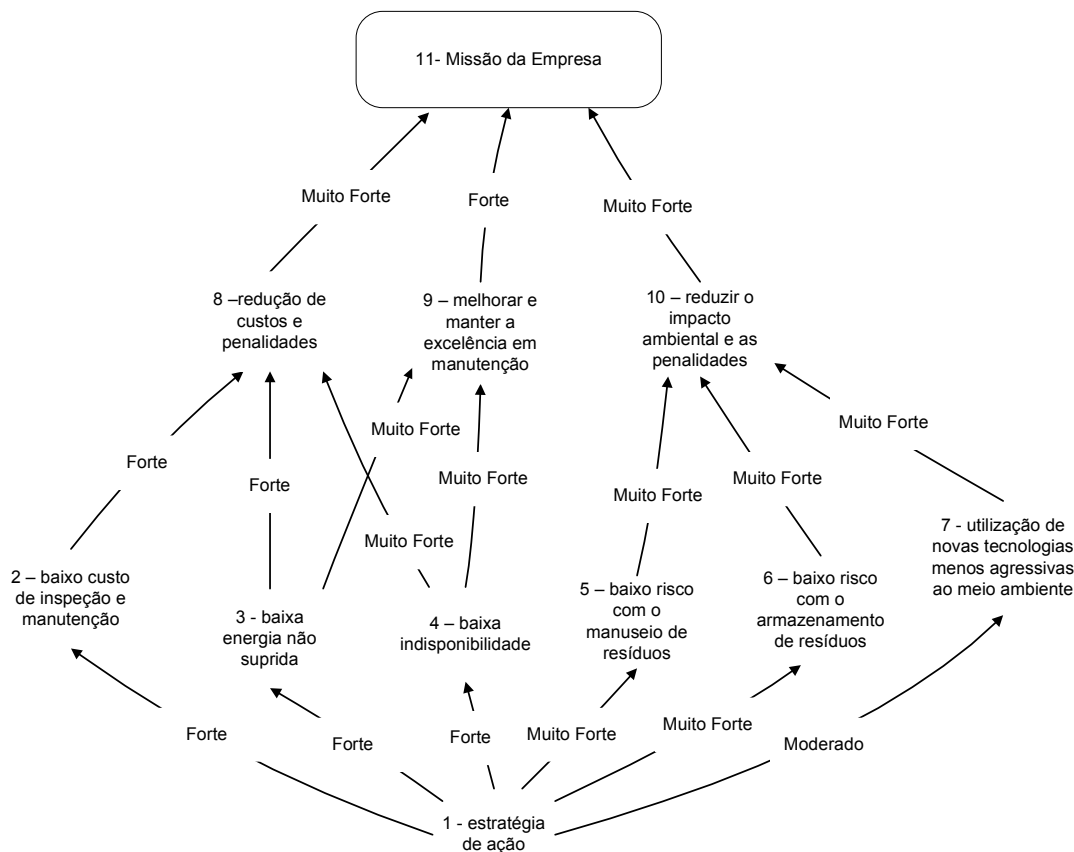 11- Missão da Empresa
Muito Forte
Forte
Muito Forte
8 –redução de
custos e
penalidades
9 – melhorar e
manter a
excelência em
manutenção
10 – reduzir o
impacto
ambiental e as
penalidades
Muito Forte
Muito Forte
Forte
Forte
Muito Forte
Muito Forte
Muito Forte
Muito Forte
2 – baixo custo
de inspeção e
manutenção
3 - baixa
energia não
suprida
4 – baixa
indisponibilidade
5 – baixo risco
com o
manuseio de
resíduos
6 – baixo risco
com o
armazenamento
de resíduos
7 - utilização de
novas tecnologias
menos agressivas
ao meio ambiente
Forte
Forte
Forte
Muito Forte
Muito Forte
Moderado
1 - estratégia
de ação